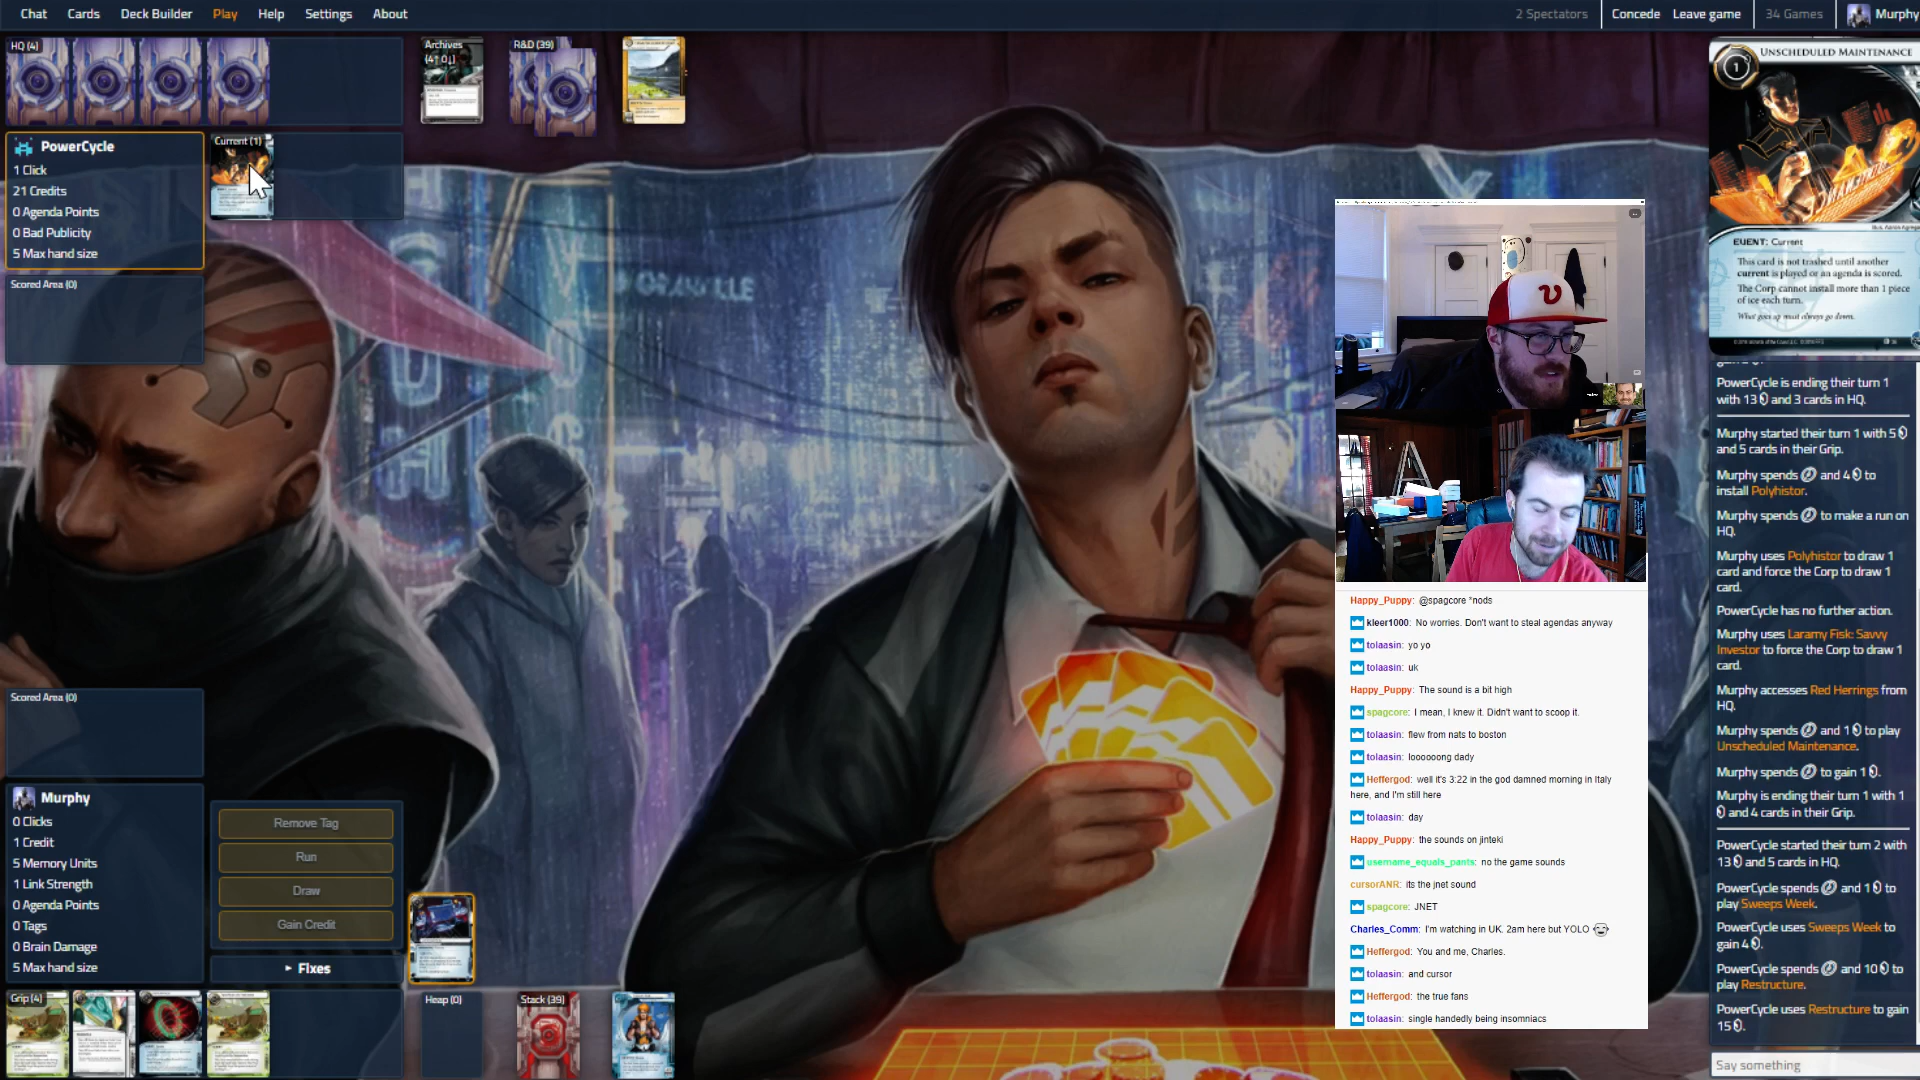 Chat Cards Deck Builder Play Help Settings About
2 Spectators Concede Leave game 34 Games Murphy
HQ (4)
Archives
(4↑ 0↓)
R&D (39)
PowerCycle
1 Click
21 Credits
0 Agenda Points
0 Bad Publicity
5 Max hand size
Current (1)
Scored Area (0)
Scored Area (0)
Murphy
0 Clicks
1 Credit
5 Memory Units
1 Link Strength
0 Agenda Points
0 Tags
0 Brain Damage
5 Max hand size
Remove Tag
Run
Draw
Gain Credit
▸ Fixes
Grip (4)
Heap (0)
Stack (39)
Happy_Puppy: @spagcore *nods
kleer1000: No worries. Don't want to steal agendas anyway
tolaasin: yo yo
tolaasin: uk
Happy_Puppy: The sound is a bit high
spagcore: I mean, I knew it. Didn't want to scoop it.
tolaasin: flew from nats to boston
tolaasin: loooooong dady
Heffergod: well it's 3:22 in the god damned morning in Italy
here, and I'm still here
tolaasin: day
Happy_Puppy: the sounds on jinteki
username_equals_pants: no the game sounds
cursorANR: its the jnet sound
spagcore: JNET
Charles_Comm: I'm watching in UK. 2am here but YOLO
Heffergod: You and me, Charles.
tolaasin: and cursor
Heffergod: the true fans
tolaasin: single handedly being insomniacs
1
Unscheduled Maintenance
EVENT: Current
This card is not trashed until another
current is played or an agenda is scored.
The Corp cannot install more than 1 piece
of ice each turn.
What goes up must always go down.
PowerCycle is ending their turn 1
with 13 and 3 cards in HQ.
Murphy started their turn 1 with 5
and 5 cards in their Grip.
Murphy spends and 4 to
install Polyhistor.
Murphy spends to make a run on
HQ.
Murphy uses Polyhistor to draw 1
card and force the Corp to draw 1
card.
PowerCycle has no further action.
Murphy uses Laramy Fisk: Savvy
Investor to force the Corp to draw 1
card.
Murphy accesses Red Herrings from
HQ.
Murphy spends and 1 to play
Unscheduled Maintenance.
Murphy spends to gain 1.
Murphy is ending their turn 1 with 1
and 4 cards in their Grip.
PowerCycle started their turn 2 with
13 and 5 cards in HQ.
PowerCycle spends and 1 to
play Sweeps Week.
PowerCycle uses Sweeps Week to
gain 4.
PowerCycle spends and 10 to
play Restructure.
PowerCycle uses Restructure to gain
15.
Say something